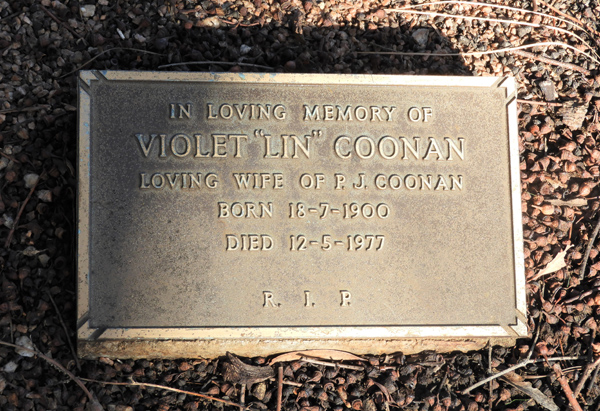 IN LOVING MEMORY OF
VIOLET "LIN" COONAN
LOVING WIFE OF P. J. COONAN
BORN 18-7-1900
DIED 12-5-1977
R. I. P.